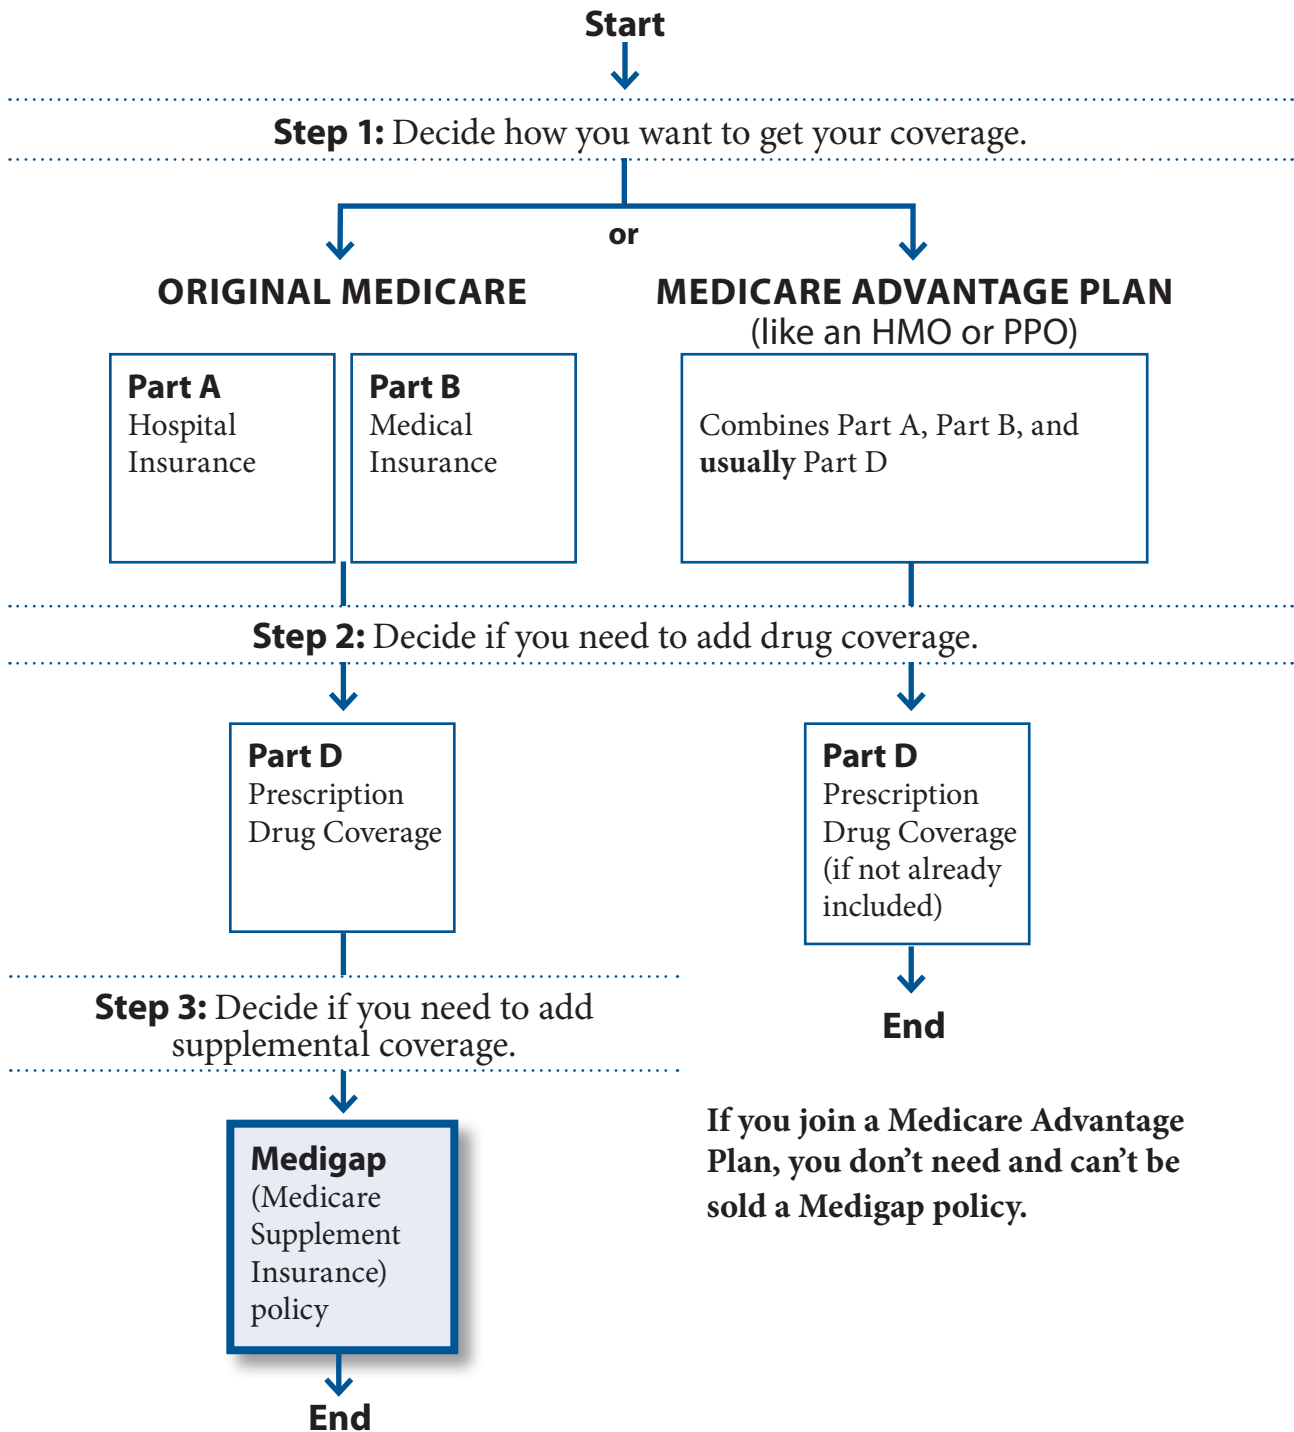 Start
Step 1: Decide how you want to get your coverage.
or
ORIGINAL MEDICARE
Part A
Hospital
Insurance
Part B
Medical
Insurance
MEDICARE ADVANTAGE PLAN
(like an HMO or PPO)
Combines Part A, Part B, and
usually Part D
Step 2: Decide if you need to add drug coverage.
Part D
Prescription
Drug Coverage
Part D
Prescription
Drug Coverage
(if not already
included)
End
Step 3: Decide if you need to add
supplemental coverage.
Medigap
(Medicare
Supplement
Insurance)
policy
End
If you join a Medicare Advantage
Plan, you don’t need and can’t be
sold a Medigap policy.